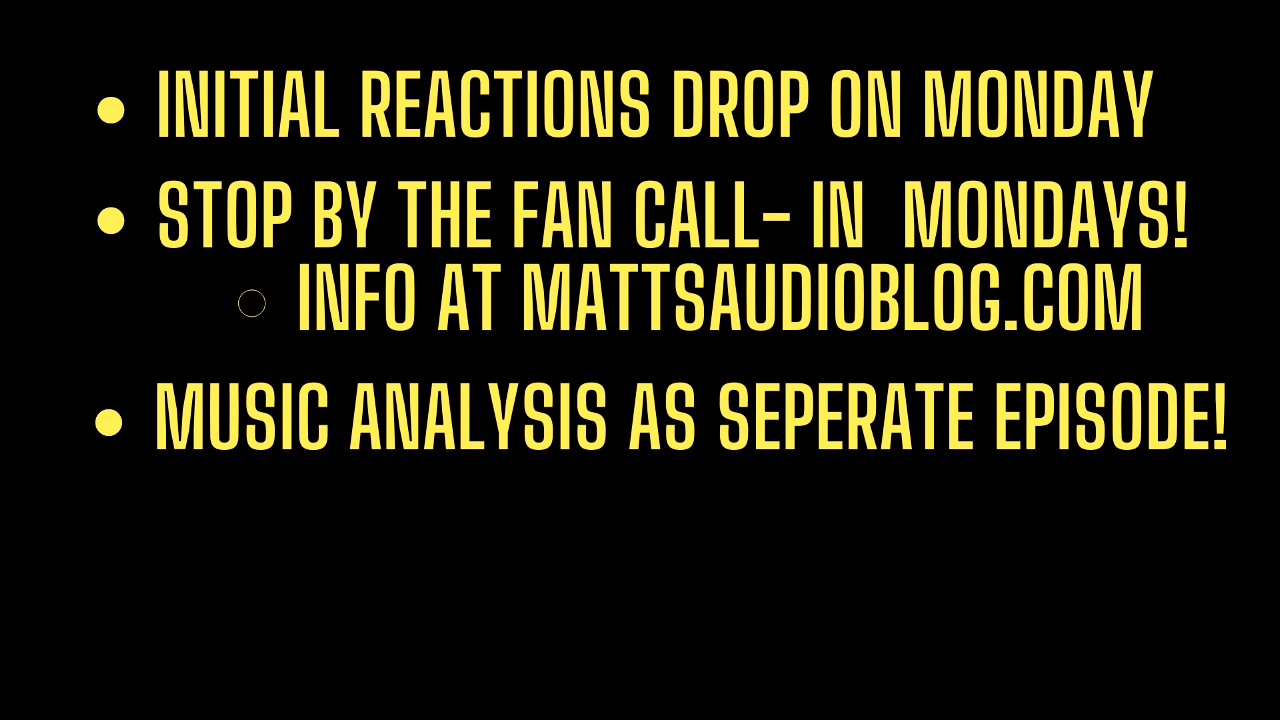 INITIAL REACTIONS DROP ON MONDAY
STOP BY THE FAN CALL- IN  MONDAYS!
INFO AT MATTSAUDIOBLOG.COM
MUSIC ANALYSIS AS SEPERATE EPISODE!